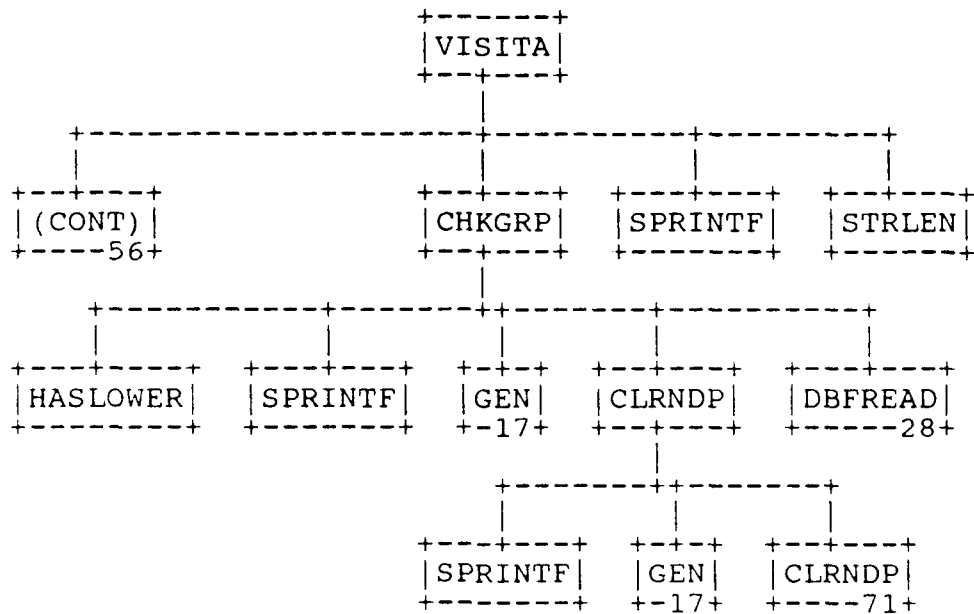 VISITA
(CONT) CHKGRP SPRINTF STRLEN
56
HASLOWER SPRINTF GEN CLRNDP DBFREAD
17 28
SPRINTF GEN CLRNDP
17 71